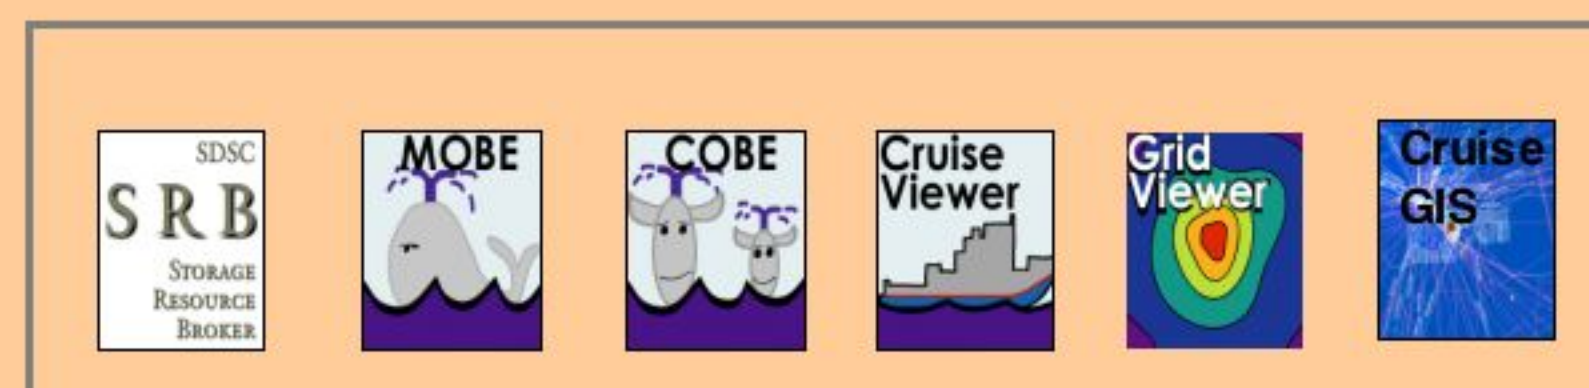 SDSC
SRB
STORAGE
RESOURCE
BROKER
MOBE
COBE
Cruise
Viewer
Grid
Viewer
Cruise
GIS